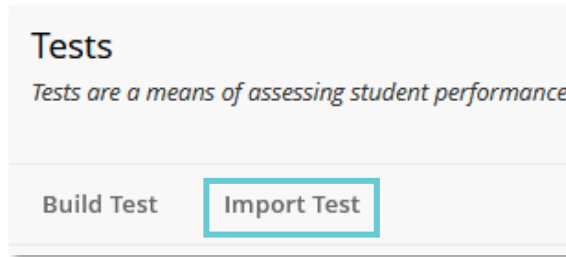 Tests
Tests are a means of assessing student performance
Build Test Import Test